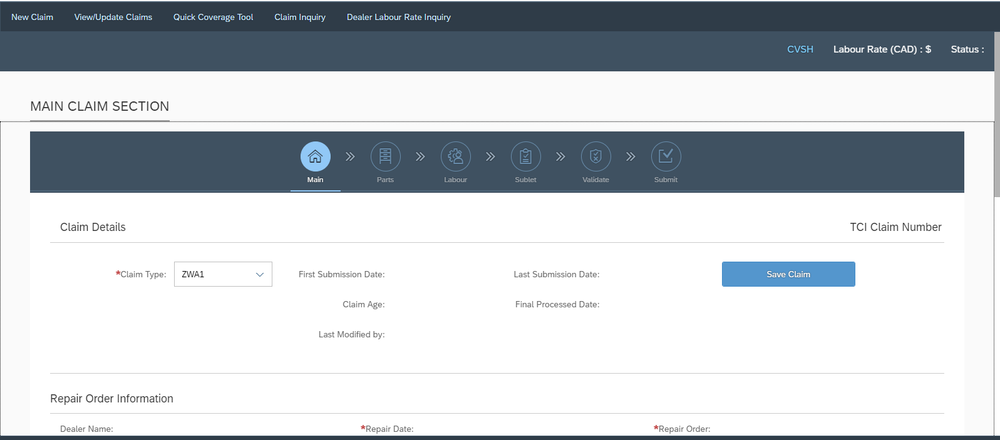 New Claim View/Update Claims Quick Coverage Tool Claim Inquiry Dealer Labour Rate Inquiry
CVSH Labour Rate (CAD) : $ Status :
MAIN CLAIM SECTION
Main Parts Labour Sublet Validate Submit
Claim Details TCI Claim Number
*Claim Type: ZWA1 First Submission Date: Last Submission Date: Save Claim
Claim Age: Final Processed Date:
Last Modified by:
Repair Order Information
Dealer Name: *Repair Date: *Repair Order: